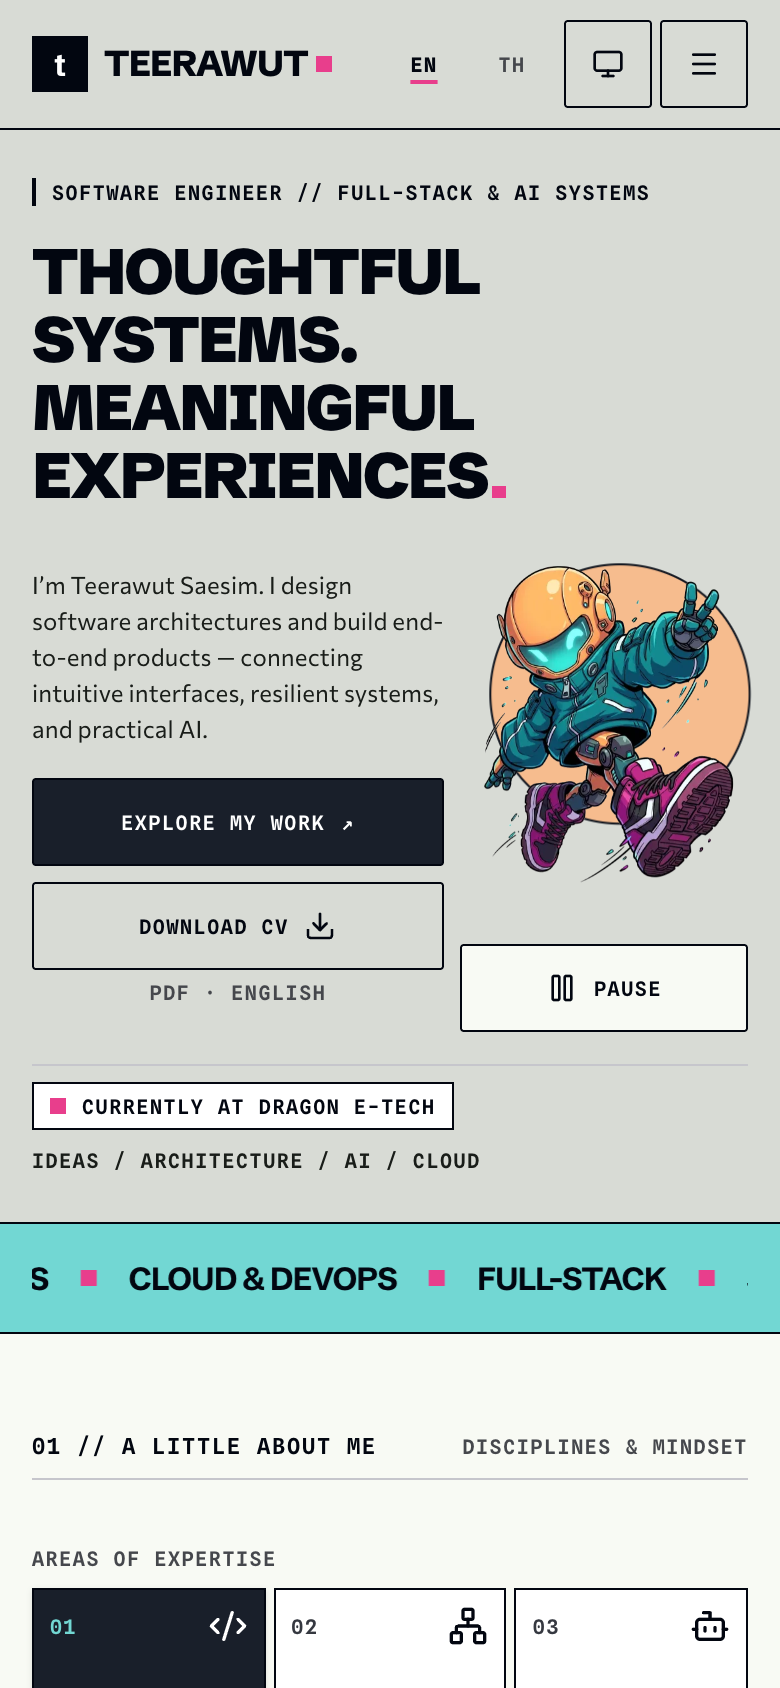 t TEERAWUT EN TH
SOFTWARE ENGINEER // FULL-STACK & AI SYSTEMS
THOUGHTFUL
SYSTEMS.
MEANINGFUL
EXPERIENCES.
I’m Teerawut Saesim. I design
software architectures and build end-
to-end products — connecting
intuitive interfaces, resilient systems,
and practical AI.
EXPLORE MY WORK ↗
DOWNLOAD CV
PDF · ENGLISH
PAUSE
CURRENTLY AT DRAGON E-TECH
IDEAS / ARCHITECTURE / AI / CLOUD
S CLOUD & DEVOPS FULL-STACK
01 // A LITTLE ABOUT ME DISCIPLINES & MINDSET
AREAS OF EXPERTISE
01 02 03